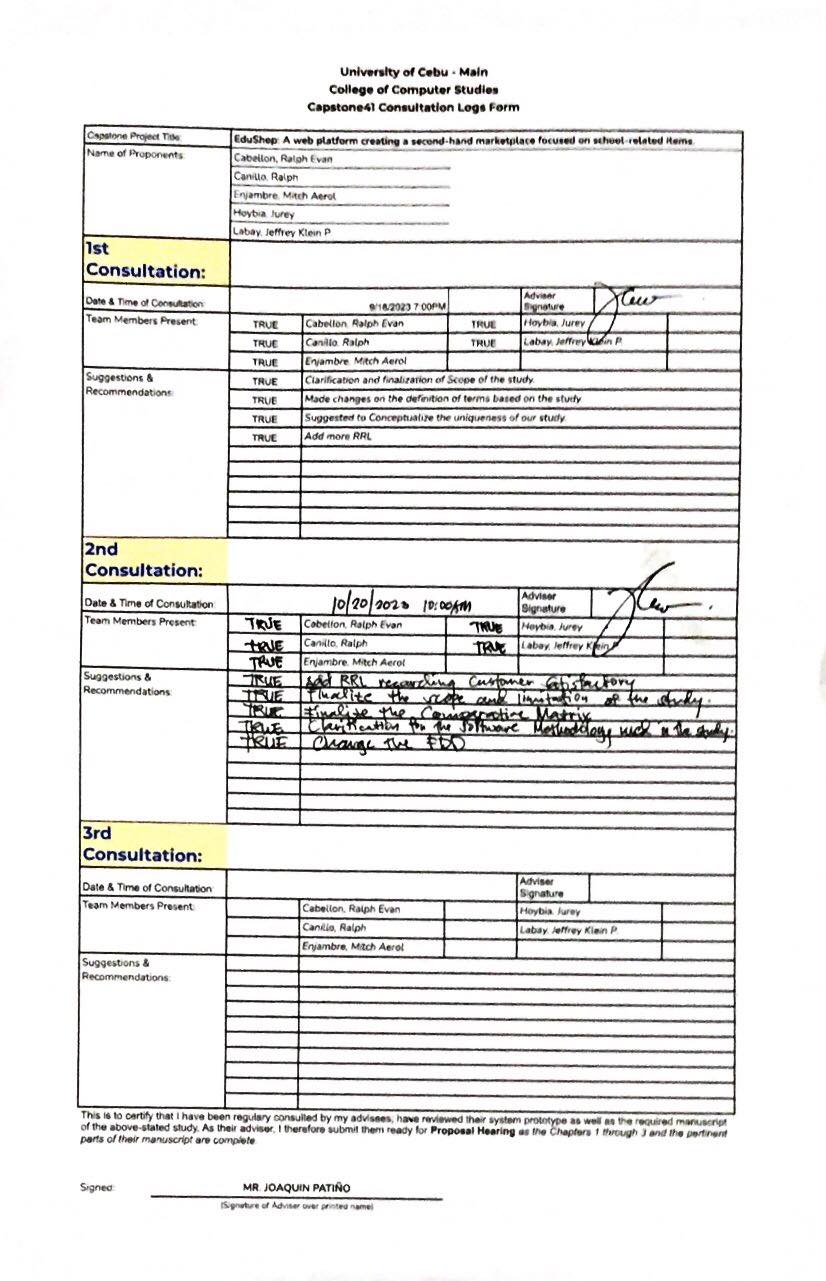 University of Cebu - Main
College of Computer Studies
Capstone41 Consultation Logs Form
Capstone Project Title: EduShop: A web platform creating a second-hand marketplace focused on school-related items.
Name of Proponents: Cabellon, Ralph Evan
Canillo, Ralph
Enjambre, Mitch Aerol
Hoybia, Jurey
Labay, Jeffrey Klein P.
1st
Consultation:
Date & Time of Consultation: 9/18/2023 7:00PM Adviser
Signature
Team Members Present: TRUE Cabellon, Ralph Evan TRUE Hoybia, Jurey
TRUE Canillo, Ralph TRUE Labay, Jeffrey Klein P.
TRUE Enjambre, Mitch Aerol
Suggestions & TRUE Clarification and finalization of Scope of the study.
Recommendations: TRUE Made changes on the definition of terms based on the study
TRUE Suggested to Conceptualize the uniqueness of our study.
TRUE Add more RRL
2nd
Consultation:
Date & Time of Consultation: 10/20/2023 10:00AM Adviser
Signature
Team Members Present: TRUE Cabellon, Ralph Evan TRUE Hoybia, Jurey
TRUE Canillo, Ralph TRUE Labay, Jeffrey Klein P.
TRUE Enjambre, Mitch Aerol
Suggestions & TRUE Add RRL regarding Customer Satisfactory
Recommendations: TRUE Finalize the scope and limitation of the study.
TRUE Finalize the Comparative Matrix
TRUE Clarification for the Software Methodology used in the study.
TRUE Change the
3rd
Consultation:
Date & Time of Consultation: Adviser
Signature
Team Members Present: Cabellon, Ralph Evan Hoybia, Jurey
Canillo, Ralph Labay, Jeffrey Klein P.
Enjambre, Mitch Aerol
Suggestions &
Recommendations:
This is to certify that I have been regulary consulted by my advisees, have reviewed their system prototype as well as the required manuscript
of the above-stated study. As their adviser, I therefore submit them ready for Proposal Hearing as the Chapters 1 through 3 and the pertinent
parts of their manuscript are complete.
Signed: MR. JOAQUIN PATIÑO
(Signature of Adviser over printed name)